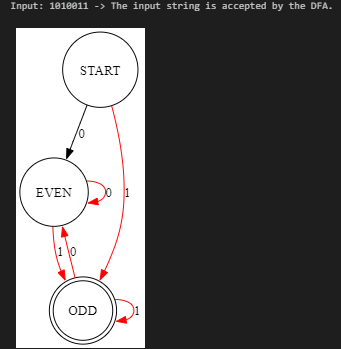 Input: 1010011 -> The input string is accepted by the DFA.
START
0
EVEN
0
1
1
0
ODD
1